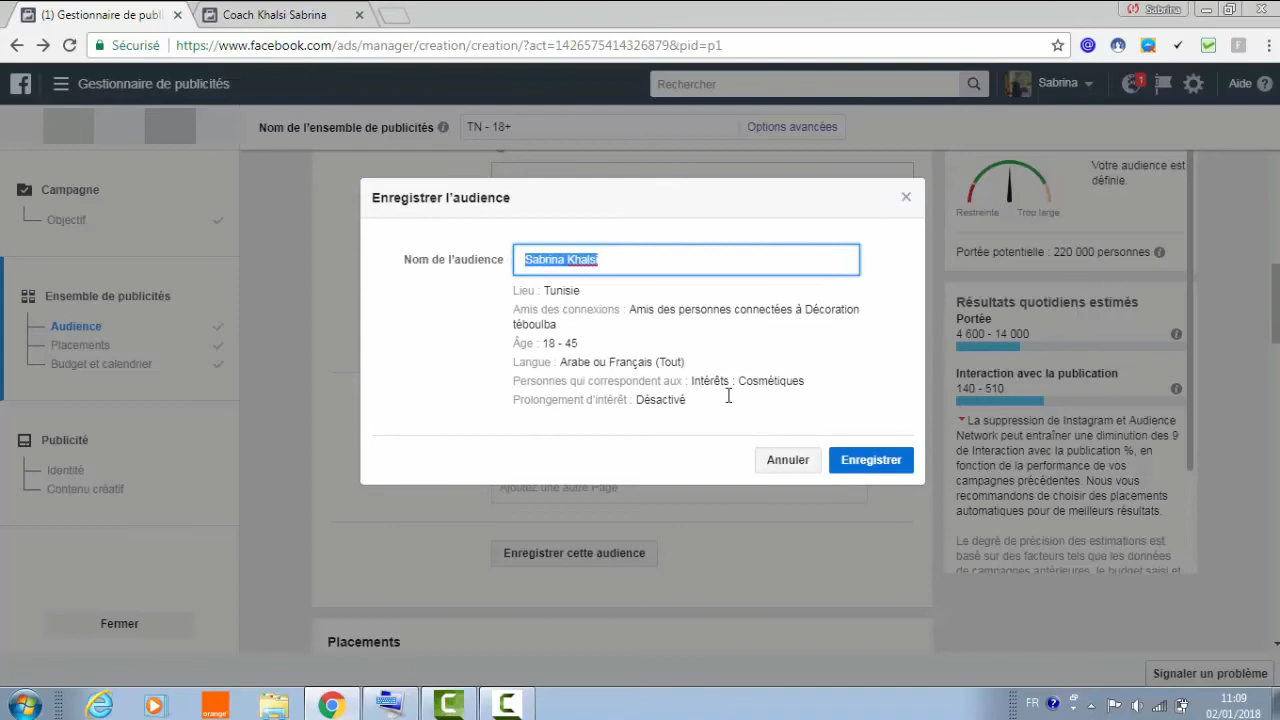 (1) Gestionnaire de publi
Coach Khalsi Sabrina
Sabrina
Sécurisé
https://www.facebook.com/ads/manager/creation/creation/?act=1426575414326879&pid=p1
Gestionnaire de publicités
Rechercher
Sabrina
1
Aide
Nom de l'ensemble de publicités
TN - 18+
Options avancées
Campagne
Objectif
Ensemble de publicités
Audience
Placements
Budget et calendrier
Publicité
Identité
Contenu créatif
Fermer
Enregistrer l'audience
Nom de l'audience
Sabrina Khalsi
Lieu : Tunisie
Amis des connexions : Amis des personnes connectées à Décoration
téboulba
Âge : 18 - 45
Langue : Arabe ou Français (Tout)
Personnes qui correspondent aux : Intérêts : Cosmétiques
Prolongement d'intérêt : Désactivé
Annuler
Enregistrer
Ajoutez une autre Page
Enregistrer cette audience
Placements
Votre audience est
définie.
Restreinte
Trop large
Portée potentielle : 220 000 personnes
Résultats quotidiens estimés
Portée
4 600 - 14 000
Interaction avec la publication
140 - 510
La suppression de Instagram et Audience
Network peut entraîner une diminution des 9
de Interaction avec la publication %, en
fonction de la performance de vos
campagnes précédentes. Nous vous
recommandons de choisir des placements
automatiques pour de meilleurs résultats.
Le degré de précision des estimations est
basé sur des facteurs tels que les données
de campagnes antérieures, le budget saisi et
Signaler un problème
orange
FR
11:09
02/01/2018